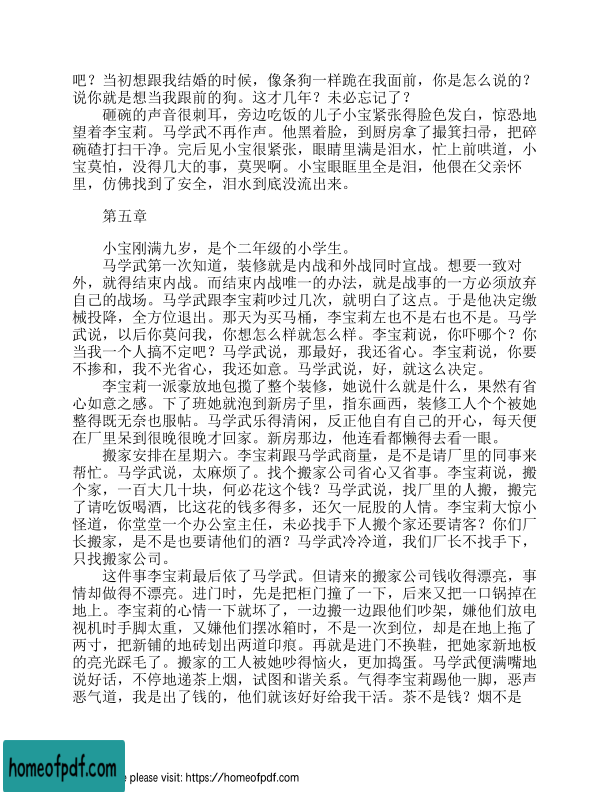 吧？当初想跟我结婚的时候，像条狗一样跪在我面前，你是怎么说的？
说你就是想当我跟前的狗。这才几年？未必忘记了？
砸碗的声音很刺耳，旁边吃饭的儿子小宝紧张得脸色发白，惊恐地
望着李宝莉。马学武不再作声。他黑着脸，到厨房拿了撮箕扫帚，把碎
碗碴打扫干净。完后见小宝很紧张，眼睛里满是泪水，忙上前哄道，小
宝莫怕，没得几大的事，莫哭啊。小宝眼眶里全是泪，他偎在父亲怀
里，仿佛找到了安全，泪水到底没流出来。
第五章
小宝刚满九岁，是个二年级的小学生。
马学武第一次知道，装修就是内战和外战同时宣战。想要一致对
外，就得结束内战。而结束内战唯一的办法，就是战事的一方必须放弃
自己的战场。马学武跟李宝莉吵过几次，就明白了这点。于是他决定缴
械投降，全方位退出。那天为买马桶，李宝莉左也不是右也不是。马学
武说，以后你莫问我，你想怎么样就怎么样。李宝莉说，你吓哪个？你
当我一个人搞不定吧？马学武说，那最好，我还省心。李宝莉说，你要
不掺和，我不光省心，我还如意。马学武说，好，就这么决定。
李宝莉一派豪放地包揽了整个装修，她说什么就是什么，果然有省
心如意之感。下了班她就泡到新房子里，指东画西，装修工人个个被她
整得既无奈也服帖。马学武乐得清闲，反正他自有自己的开心，每天便
在厂里呆到很晚很晚才回家。新房那边，他连看都懒得去看一眼。
搬家安排在星期六。李宝莉跟马学武商量，是不是请厂里的同事来
帮忙。马学武说，太麻烦了。找个搬家公司省心又省事。李宝莉说，搬
个家，一百大几十块，何必花这个钱？马学武说，找厂里的人搬，搬完
了请吃饭喝酒，比这花的钱多得多，还欠一屁股的人情。李宝莉大惊小
怪道，你堂堂一个办公室主任，未必找手下人搬个家还要请客？你们厂
长搬家，是不是也要请他们的酒？马学武冷冷道，我们厂长不找手下，
只找搬家公司。
这件事李宝莉最后依了马学武。但请来的搬家公司钱收得漂亮，事
情却做得不漂亮。进门时，先是把柜门撞了一下，后来又把一口锅掉在
地上。李宝莉的心情一下就坏了，一边搬一边跟他们吵架，嫌他们放电
视机时手脚太重，又嫌他们摆冰箱时，不是一次到位，却是在地上拖了
两寸，把新铺的地砖划出两道印痕。再就是进门不换鞋，把她家新地板
的亮光踩毛了。搬家的工人被她吵得恼火，更加捣蛋。马学武便满嘴地
说好话，不停地递茶上烟，试图和谐关系。气得李宝莉踢他一脚，恶声
恶气道，我是出了钱的，他们就该好好给我干活。茶不是钱？烟不是
homeofpdf.com
e please visit: https://homeofpdf.com